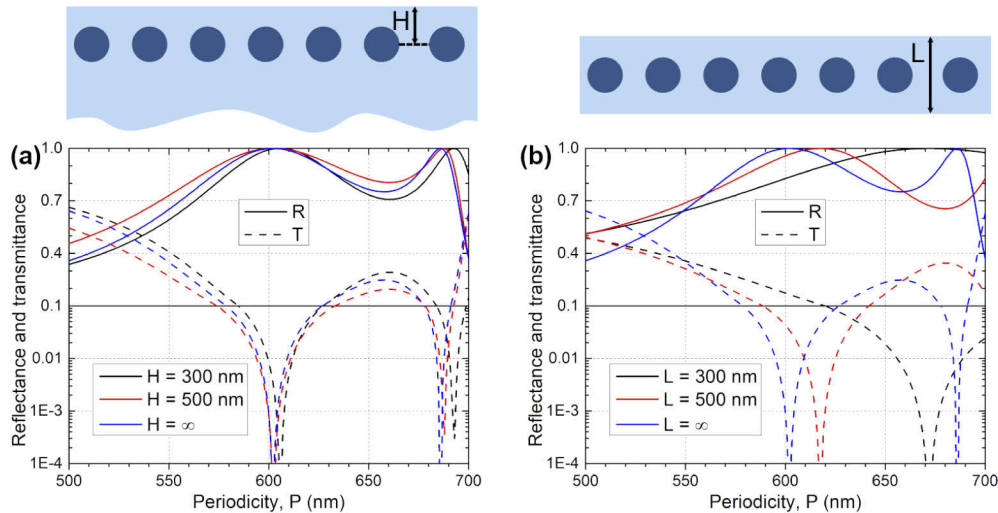 H
L
(a)
Reflectance and transmittance
1.0
0.7
0.4
0.1
0.01
1E-3
1E-4
R
T
H = 300 nm
H = 500 nm
H = ∞
500
550
600
650
700
Periodicity, P (nm)
(b)
Reflectance and transmittance
1.0
0.7
0.4
0.1
0.01
1E-3
1E-4
R
T
L = 300 nm
L = 500 nm
L = ∞
500
550
600
650
700
Periodicity, P (nm)